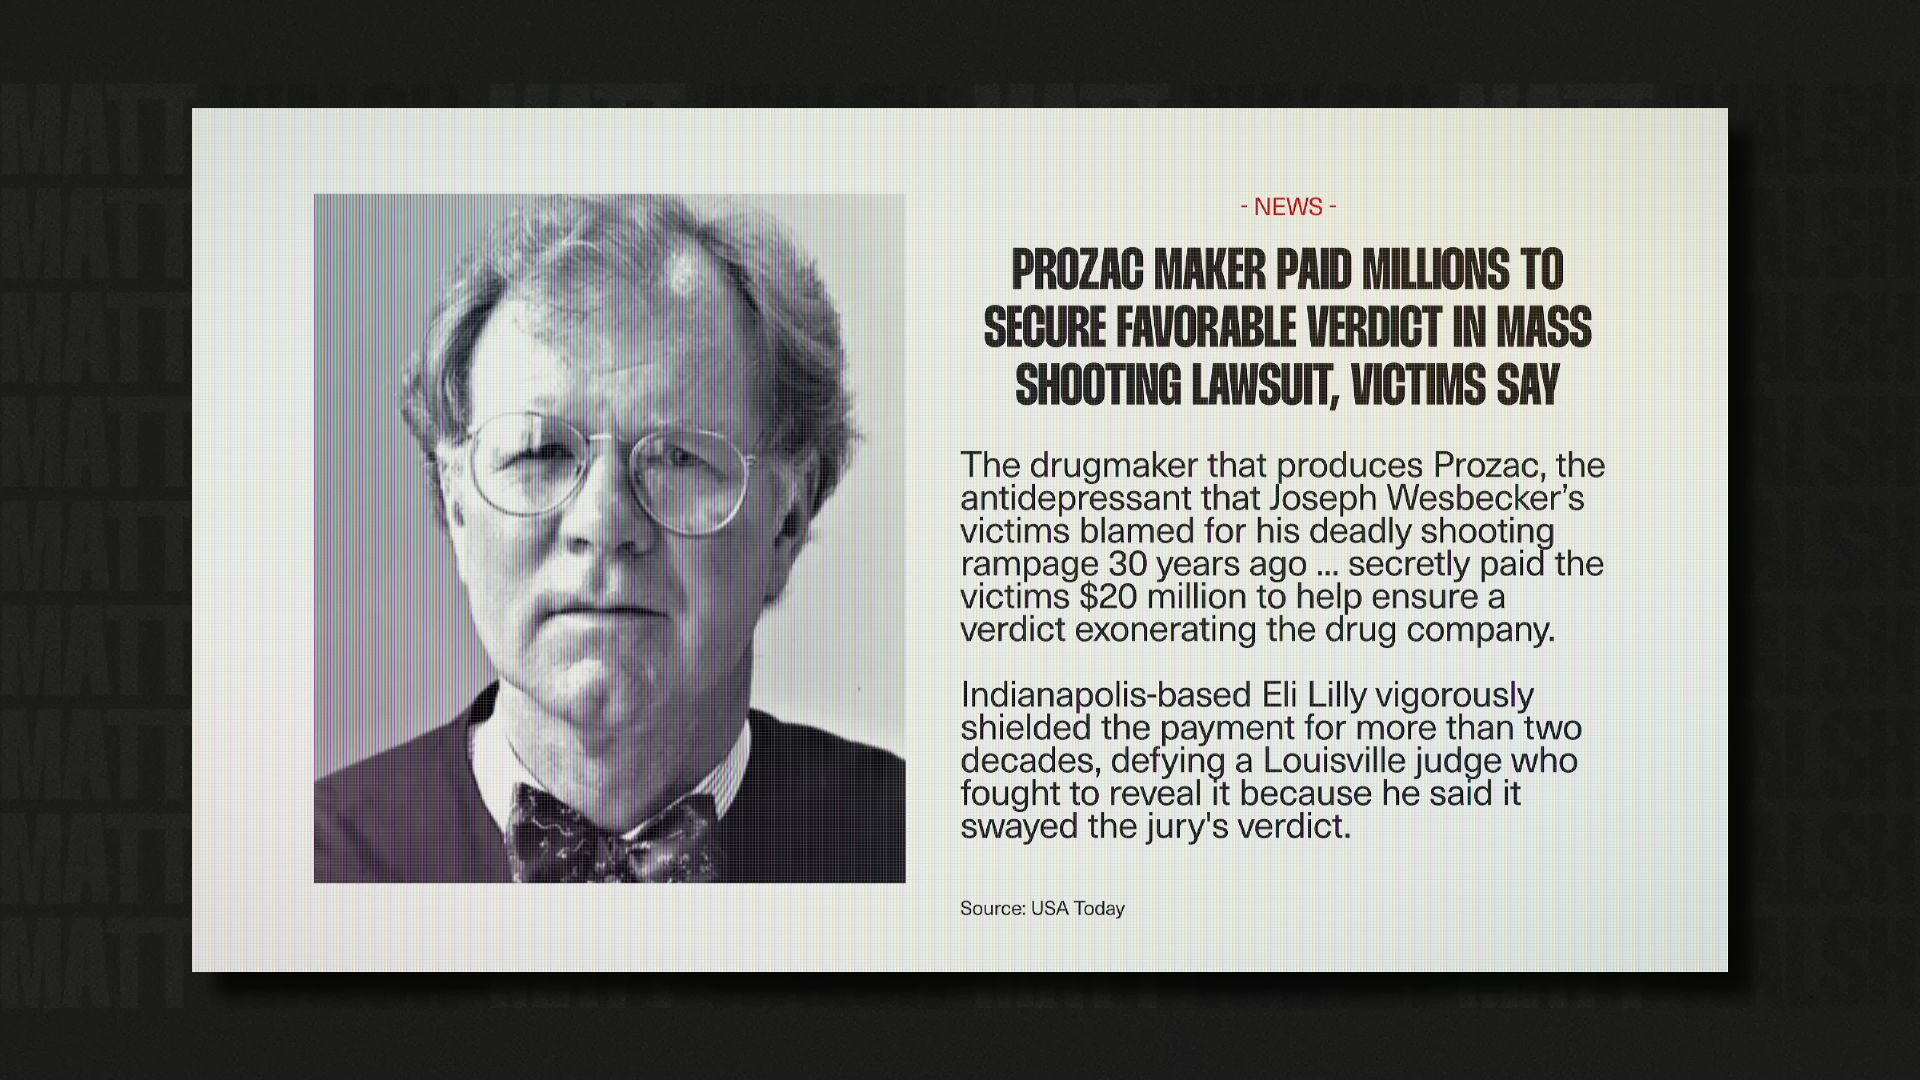 - NEWS -
PROZAC MAKER PAID MILLIONS TO
SECURE FAVORABLE VERDICT IN MASS
SHOOTING LAWSUIT, VICTIMS SAY
The drugmaker that produces Prozac, the
antidepressant that Joseph Wesbecker’s
victims blamed for his deadly shooting
rampage 30 years ago ... secretly paid the
victims $20 million to help ensure a
verdict exonerating the drug company.
Indianapolis-based Eli Lilly vigorously
shielded the payment for more than two
decades, defying a Louisville judge who
fought to reveal it because he said it
swayed the jury's verdict.
Source: USA Today